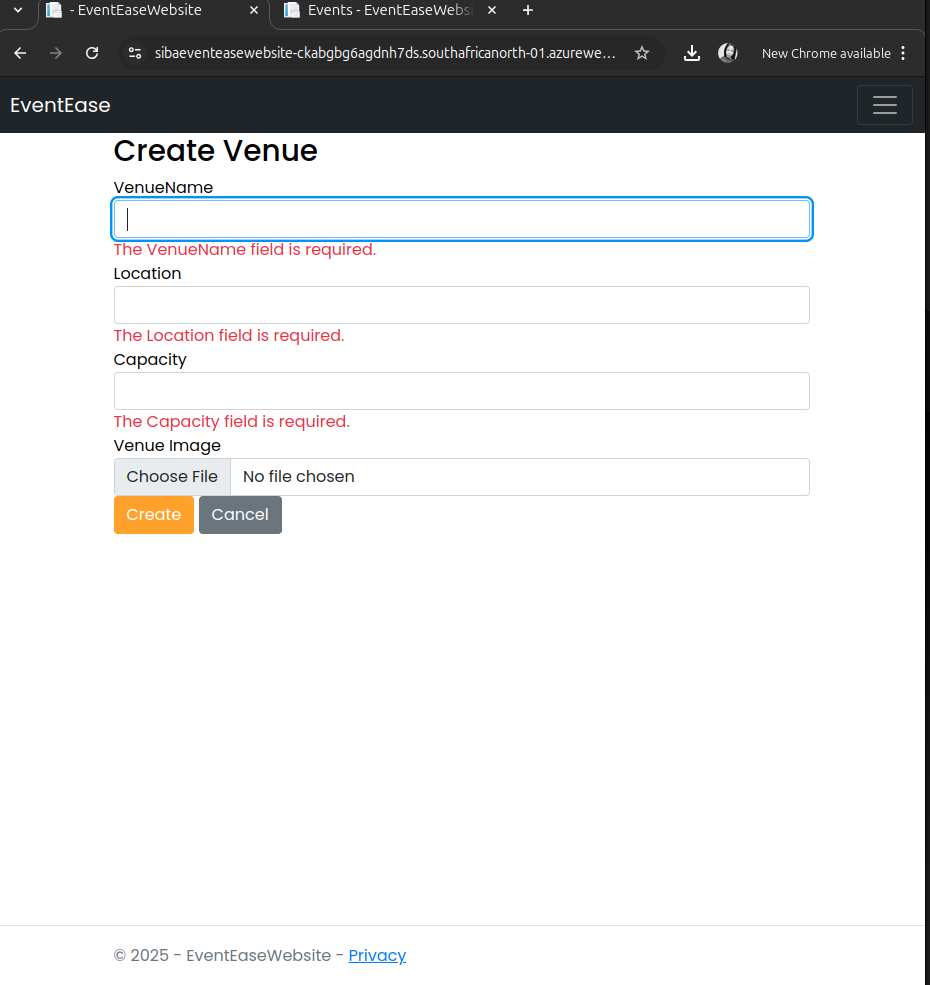 - EventEaseWebsite
Events - EventEaseWebsi
sibaeventeasewebsite-ckabgbg6agdnh7ds.southafricanorth-01.azurewe...
New Chrome available
EventEase
Create Venue
VenueName
The VenueName field is required.
Location
The Location field is required.
Capacity
The Capacity field is required.
Venue Image
Choose File No file chosen
Create Cancel
© 2025 - EventEaseWebsite - Privacy